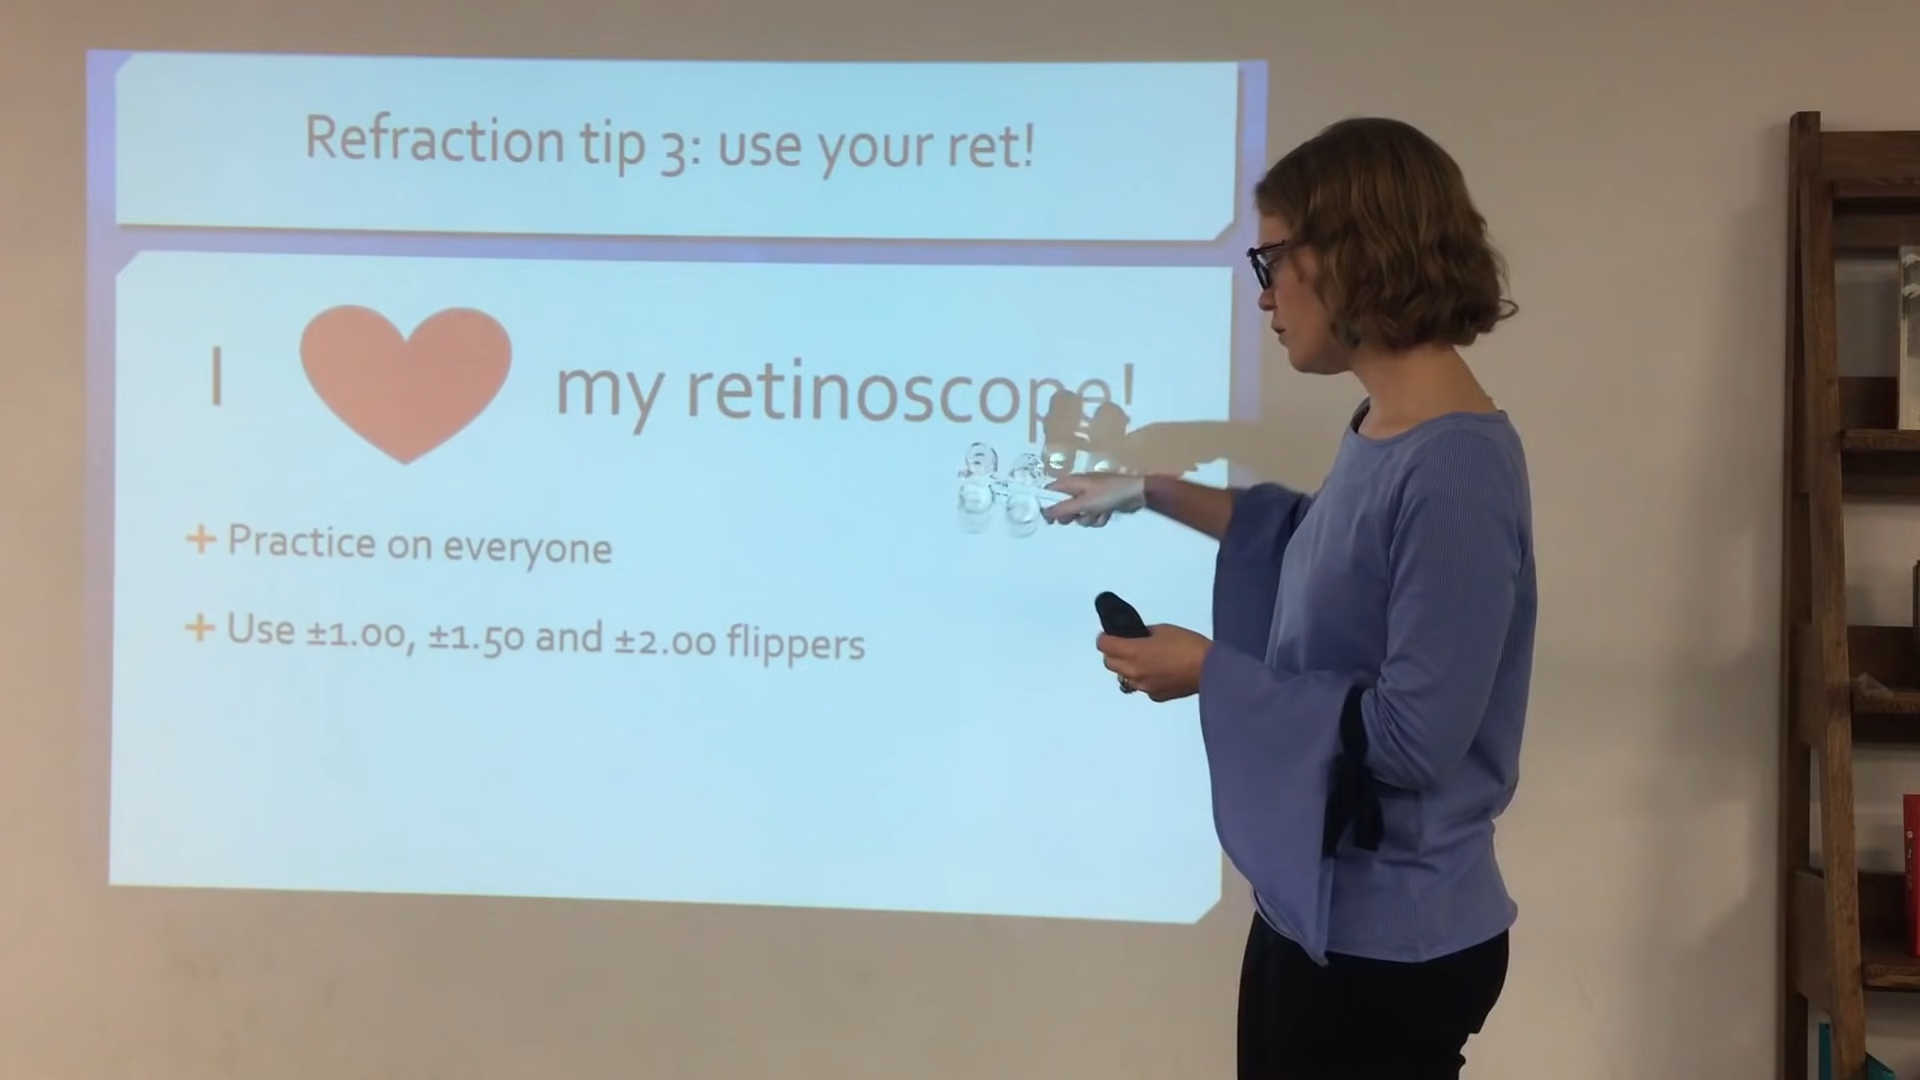 Refraction tip 3: use your ret!
I my retinoscope!
+ Practice on everyone
+ Use ±1.00, ±1.50 and ±2.00 flippers